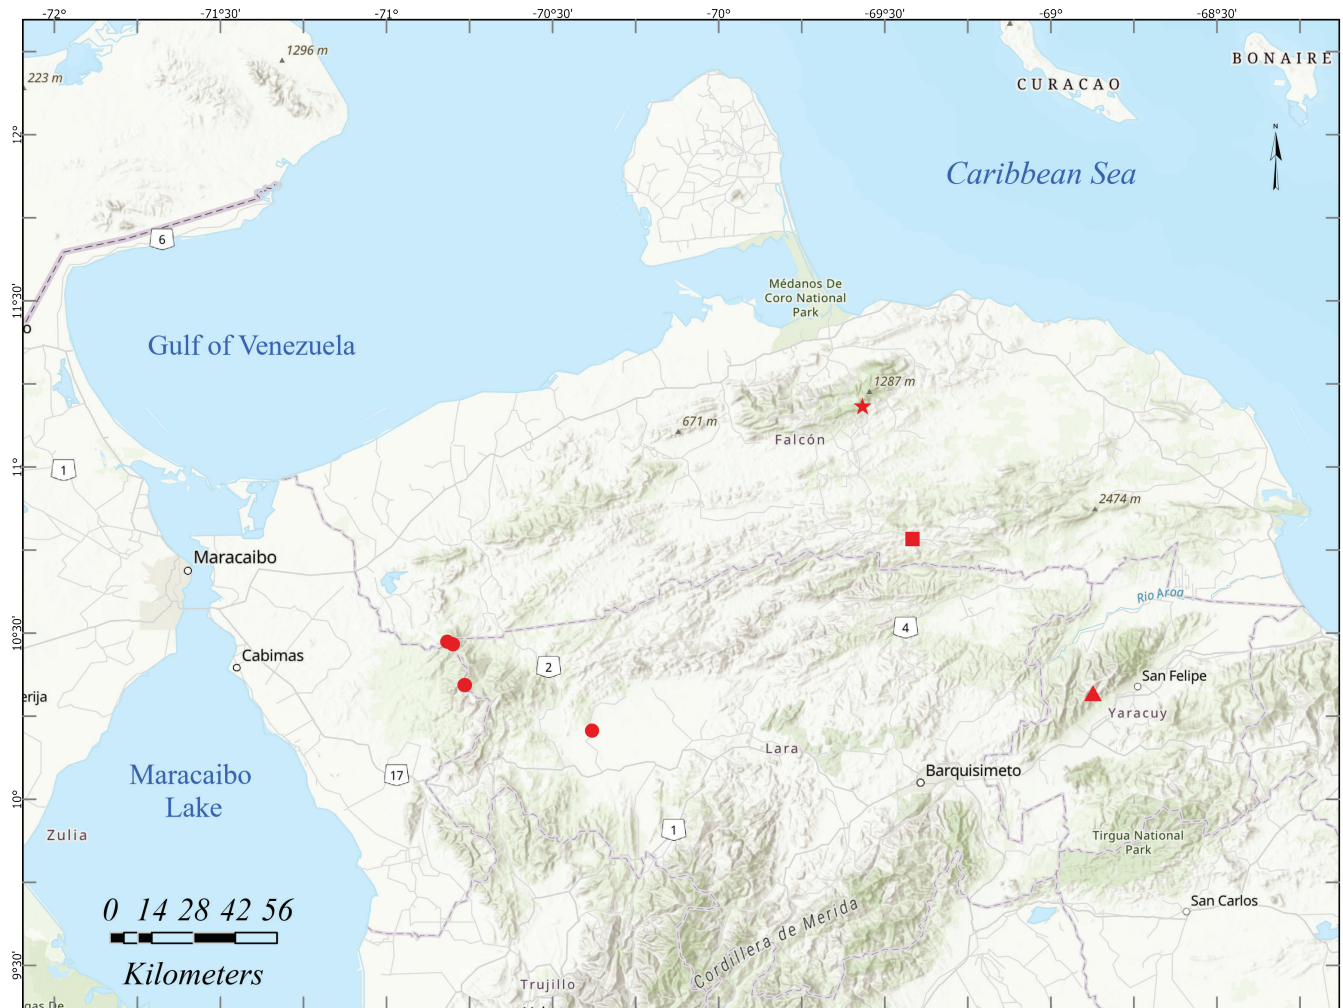 -72°
-71°30'
-71°
-70°30'
-70°
-69°30'
-69°
-68°30'
1296 m
223 m
BONAIRE
CURACAO
N
12°
Caribbean Sea
6
Médanos De
Coro National
Park
11°30'
Gulf of Venezuela
1287 m
671 m
Falcón
11°
1
2474 m
Maracaibo
Rio Aroa
10°30'
4
Cabimas
2
San Felipe
erija
Yaracuy
Lara
Barquisimeto
Maracaibo
Lake
17
10°
Zulia
1
Tirgua National
Park
San Carlos
0 14 28 42 56
Kilometers
Cordillera de Merida
9°30'
Trujillo
gas De